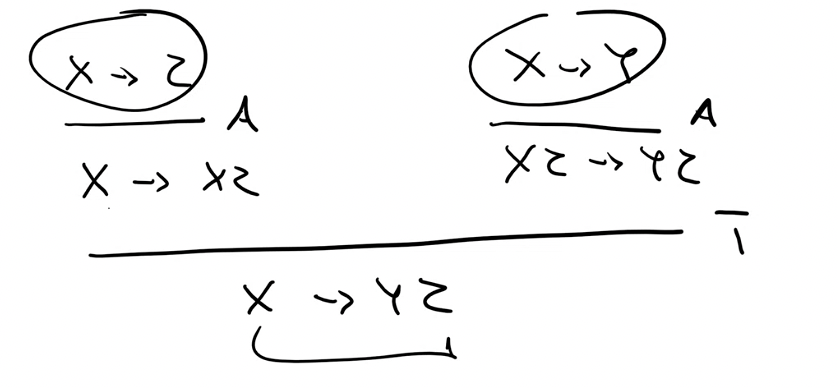 X → Z X → Y
A A
X → XZ XZ → YZ
T
X → YZ